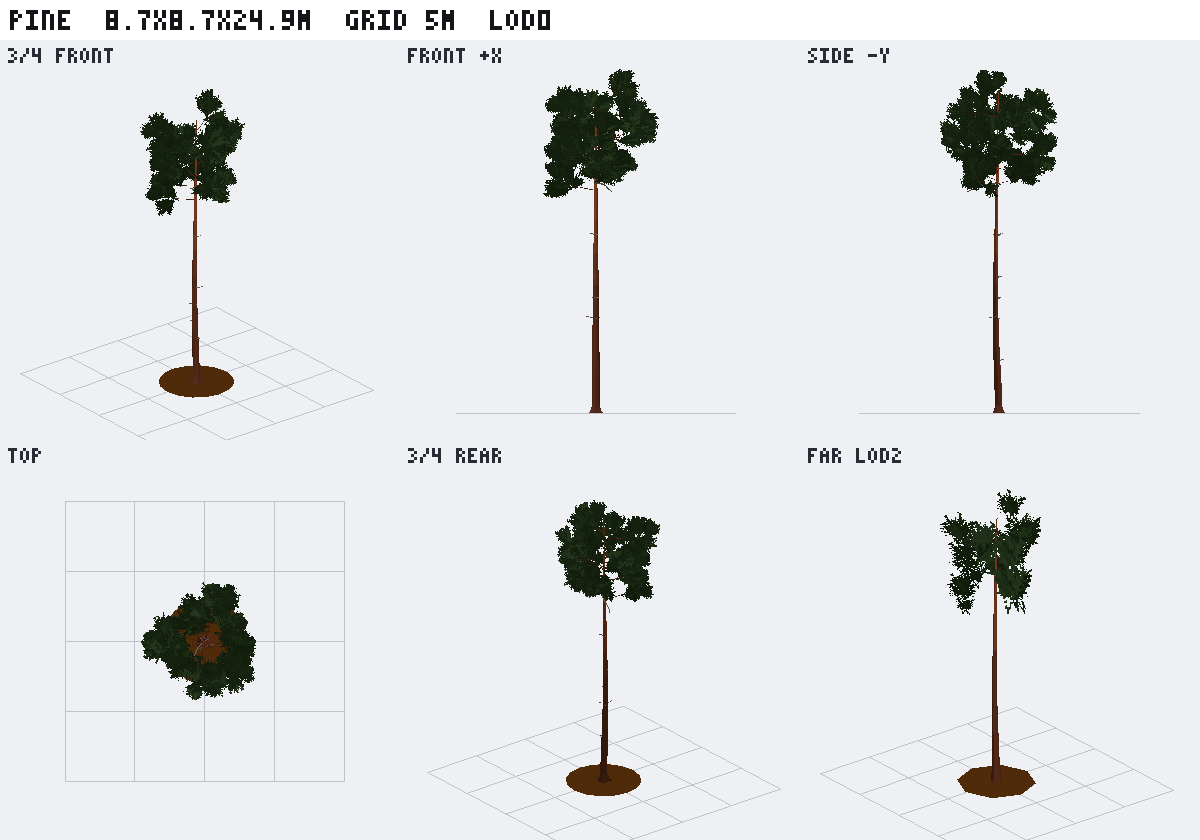 PINE 8.7X8.7X24.9M GRID 5M LOD0
3/4 FRONT
FRONT +X
SIDE -Y
TOP
3/4 REAR
FAR LOD2